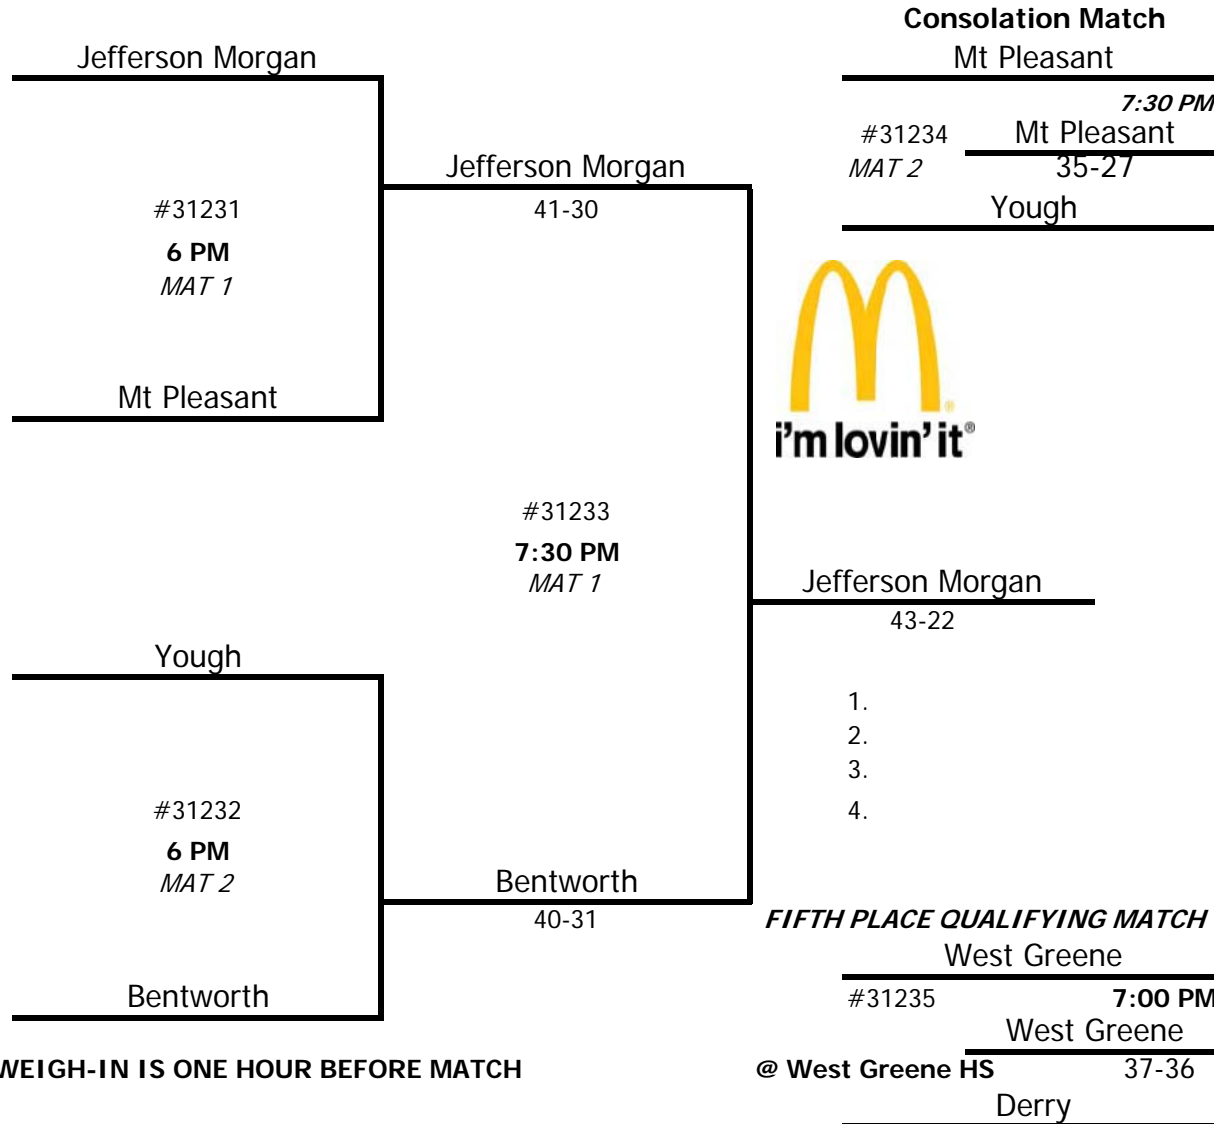 Consolation Match
Jefferson Morgan
Mt Pleasant
7:30 PM
#31234
Mt Pleasant
Jefferson Morgan
MAT 2
35-27
#31231
41-30
Yough
6 PM
MAT 1
Mt Pleasant
i'm lovin' it®
#31233
7:30 PM
MAT 1
Jefferson Morgan
43-22
Yough
1.
2.
3.
#31232
4.
6 PM
MAT 2
Bentworth
40-31
FIFTH PLACE QUALIFYING MATCH
West Greene
Bentworth
#31235
7:00 PM
West Greene
WEIGH-IN IS ONE HOUR BEFORE MATCH
@ West Greene HS
37-36
Derry